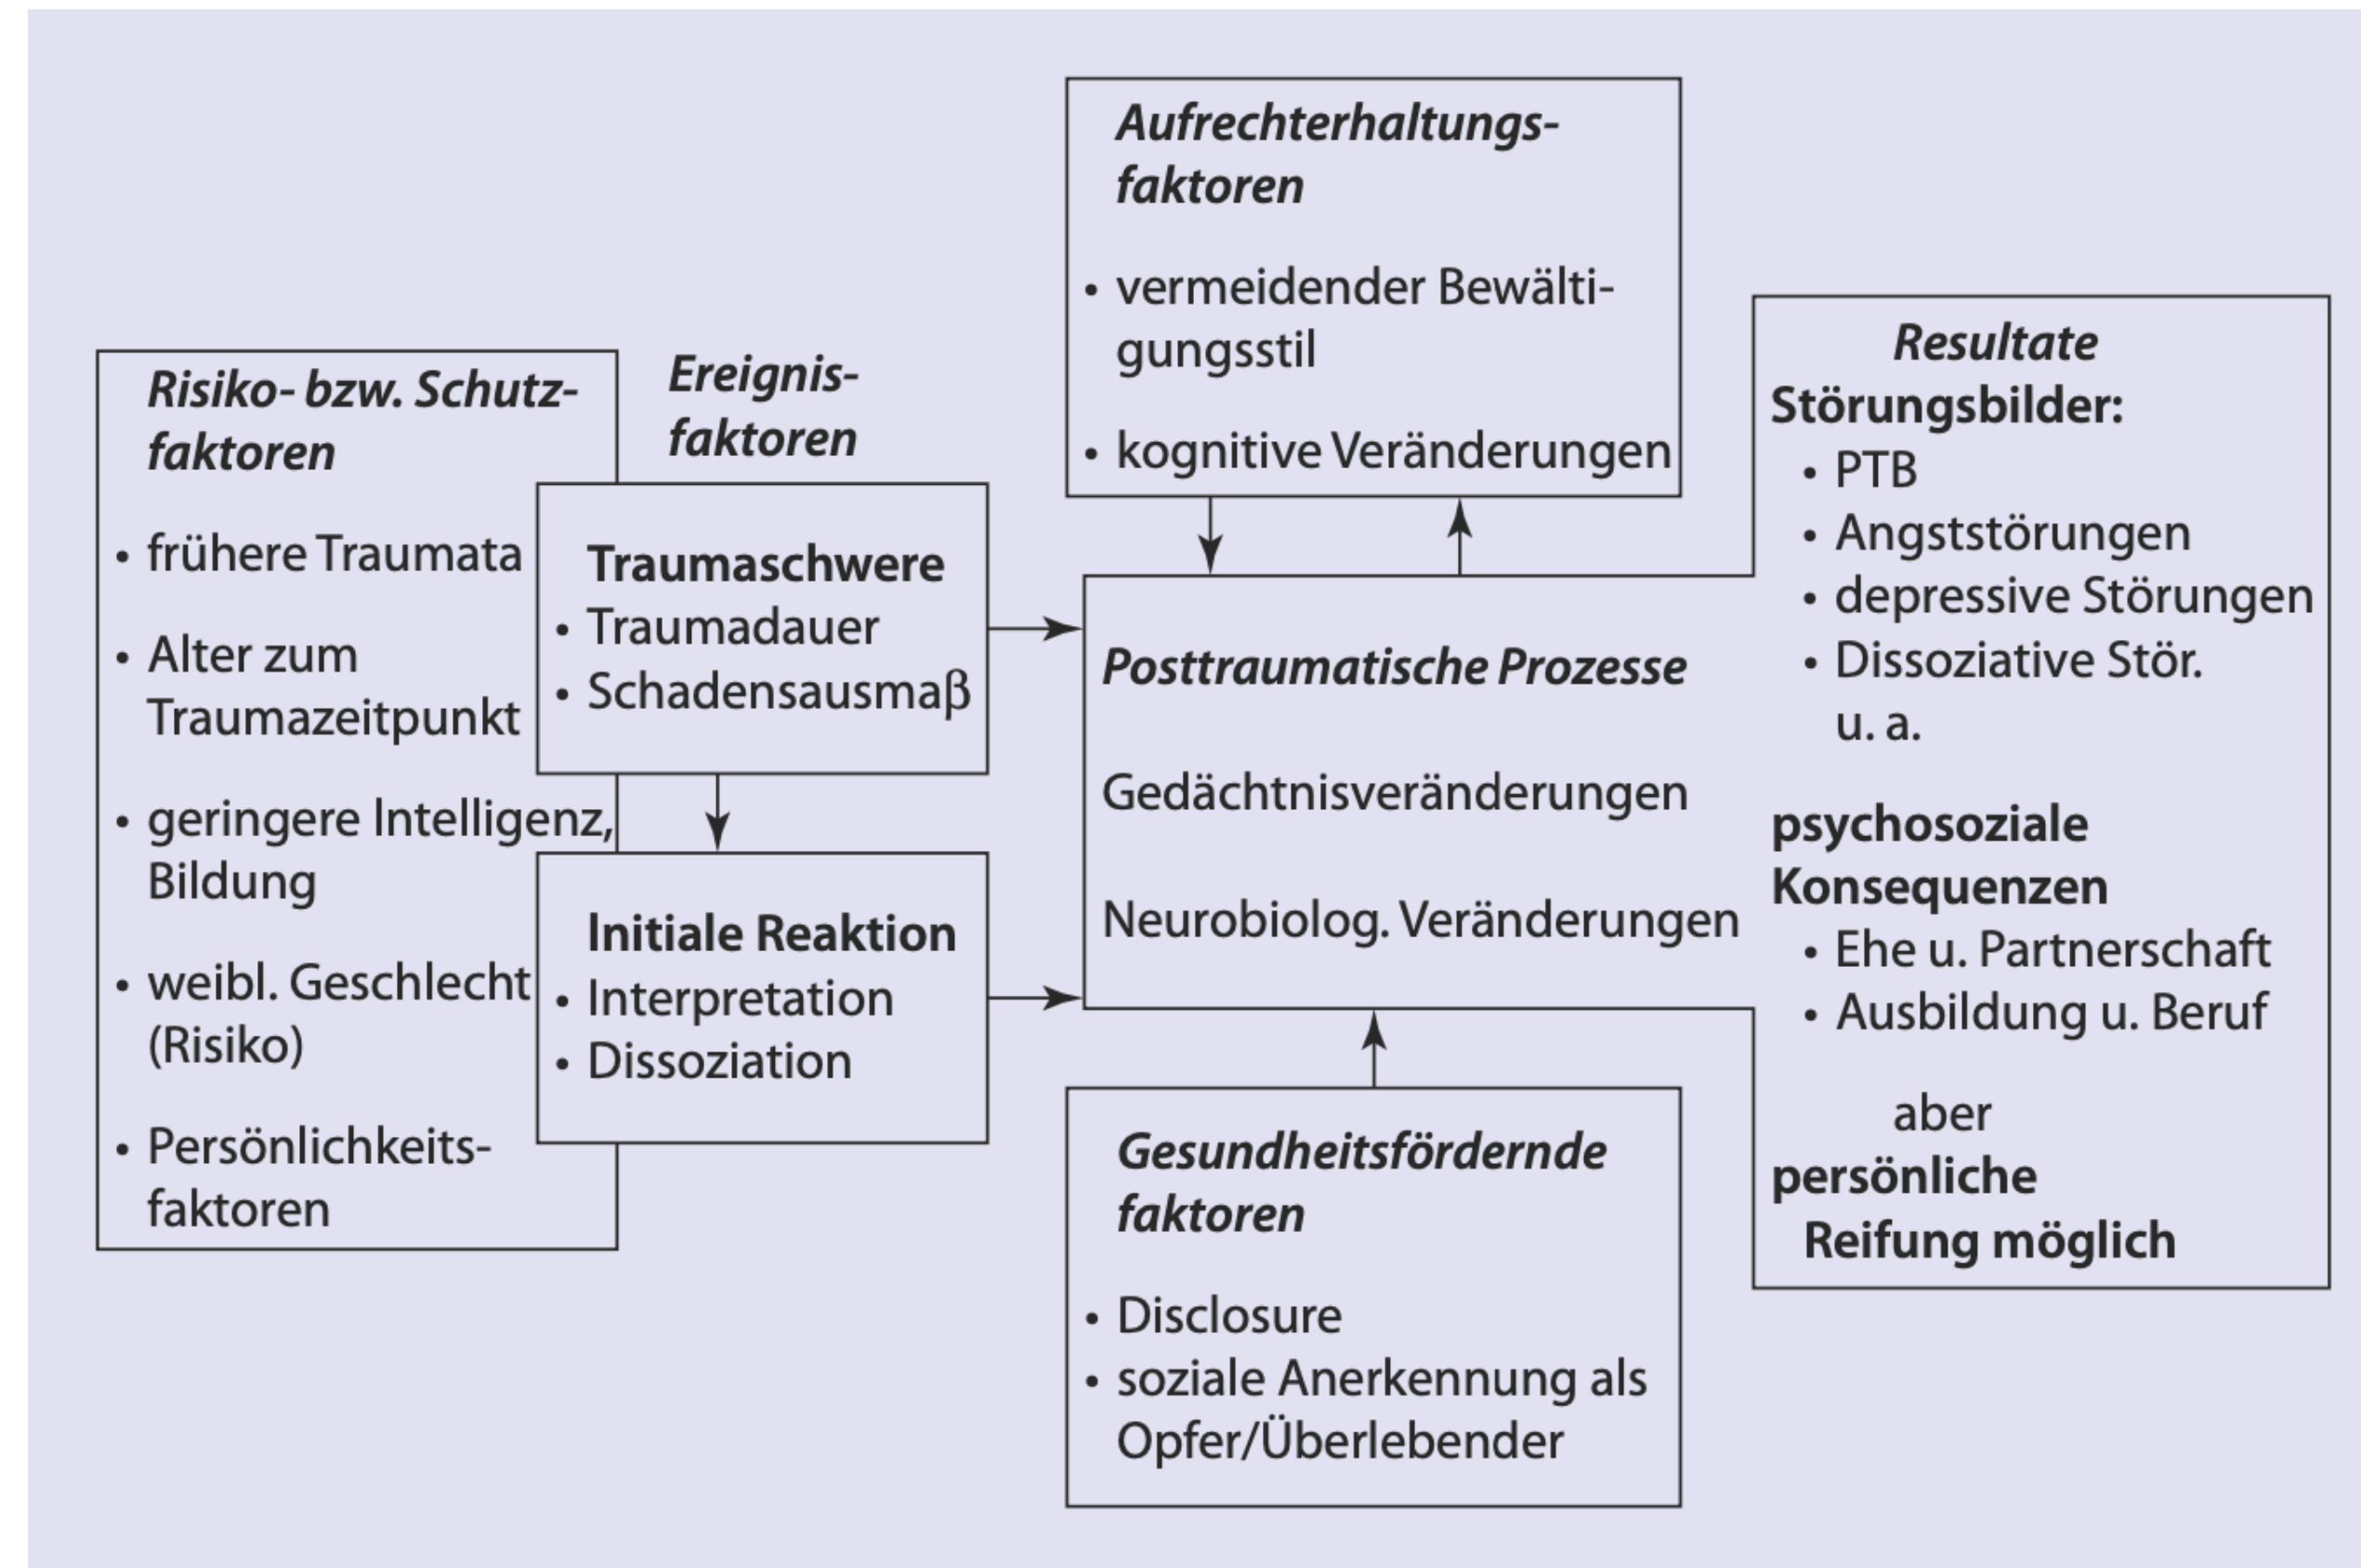 Risiko- bzw. Schutz-
faktoren
• frühere Traumata
• Alter zum
Traumazeitpunkt
• geringere Intelligenz,
Bildung
• weibl. Geschlecht
(Risiko)
• Persönlichkeits-
faktoren
Ereignis-
faktoren
Traumaschwere
• Traumadauer
• Schadensausmaβ
Initiale Reaktion
• Interpretation
• Dissoziation
Aufrechterhaltungs-
faktoren
• vermeidender Bewälti-
gungsstil
• kognitive Veränderungen
Posttraumatische Prozesse
Gedächtnisveränderungen
Neurobiolog. Veränderungen
Gesundheitsfördernde
faktoren
• Disclosure
• soziale Anerkennung als
Opfer/Überlebender
Resultate
Störungsbilder:
• PTB
• Angststörungen
• depressive Störungen
• Dissoziative Stör.
u. a.
psychosoziale
Konsequenzen
• Ehe u. Partnerschaft
• Ausbildung u. Beruf
aber
persönliche
Reifung möglich